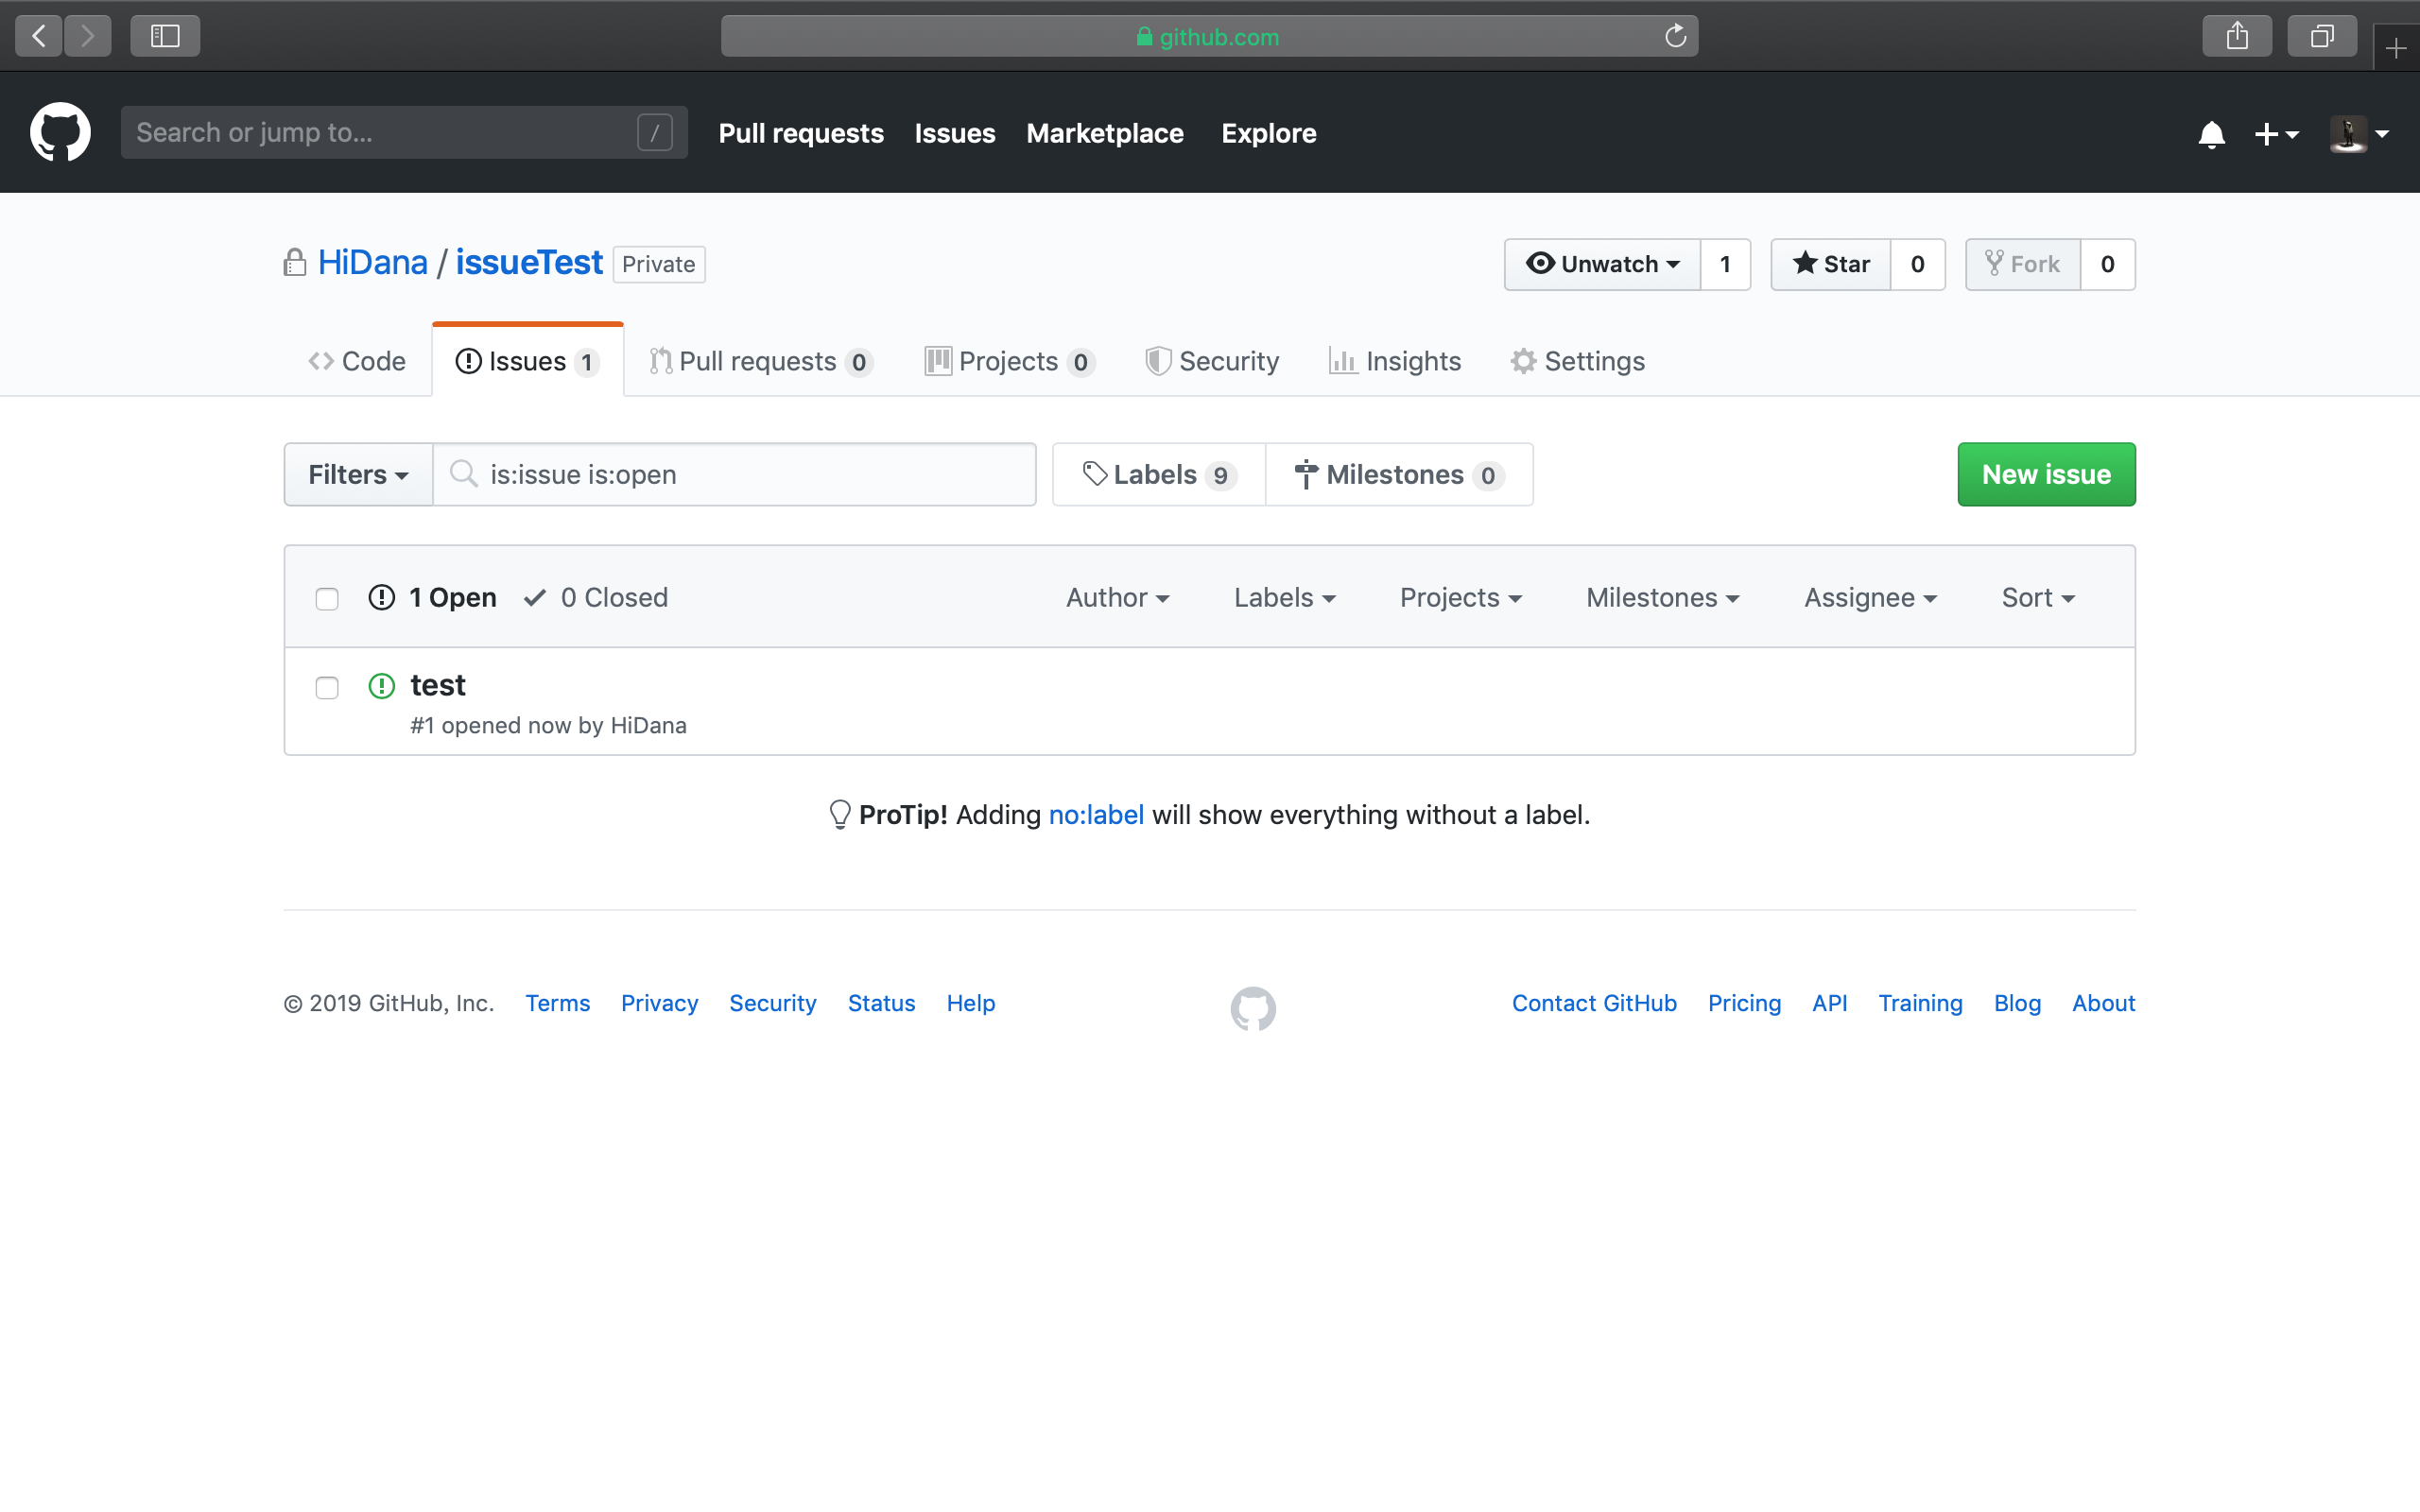 github.com
Search or jump to... / Pull requests Issues Marketplace Explore
HiDana / issueTest Private Unwatch 1 Star 0 Fork 0
Code Issues 1 Pull requests 0 Projects 0 Security Insights Settings
Filters is:issue is:open Labels 9 Milestones 0 New issue
1 Open 0 Closed Author Labels Projects Milestones Assignee Sort
test
#1 opened now by HiDana
ProTip! Adding no:label will show everything without a label.
© 2019 GitHub, Inc. Terms Privacy Security Status Help Contact GitHub Pricing API Training Blog About